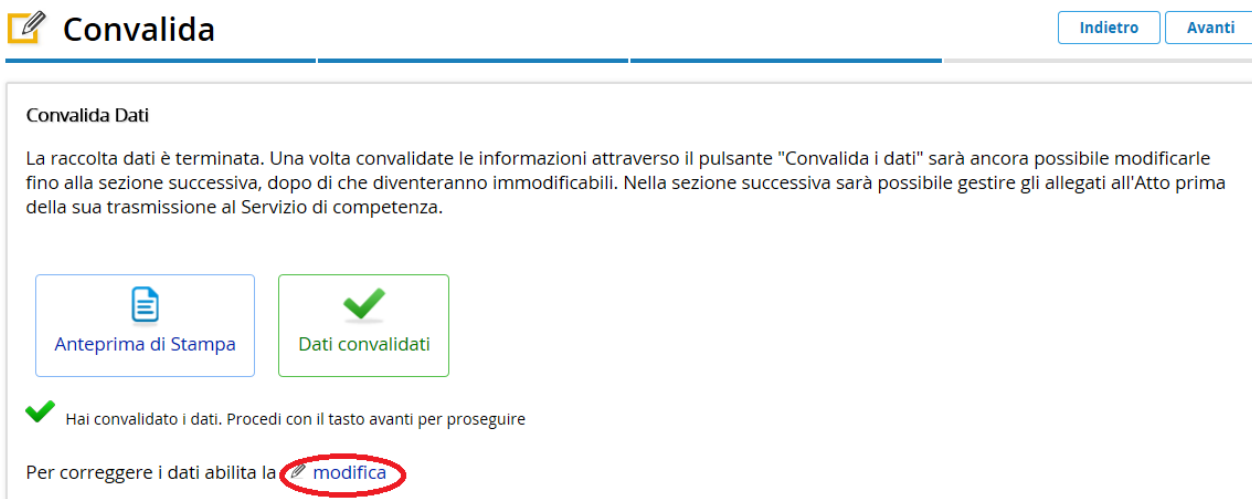 Convalida
Indietro
Avanti
Convalida Dati
La raccolta dati è terminata. Una volta convalidate le informazioni attraverso il pulsante "Convalida i dati" sarà ancora possibile modificarle
fino alla sezione successiva, dopo di che diventeranno immodificabili. Nella sezione successiva sarà possibile gestire gli allegati all'Atto prima
della sua trasmissione al Servizio di competenza.
Anteprima di Stampa
Dati convalidati
Hai convalidato i dati. Procedi con il tasto avanti per proseguire
Per correggere i dati abilita la modifica